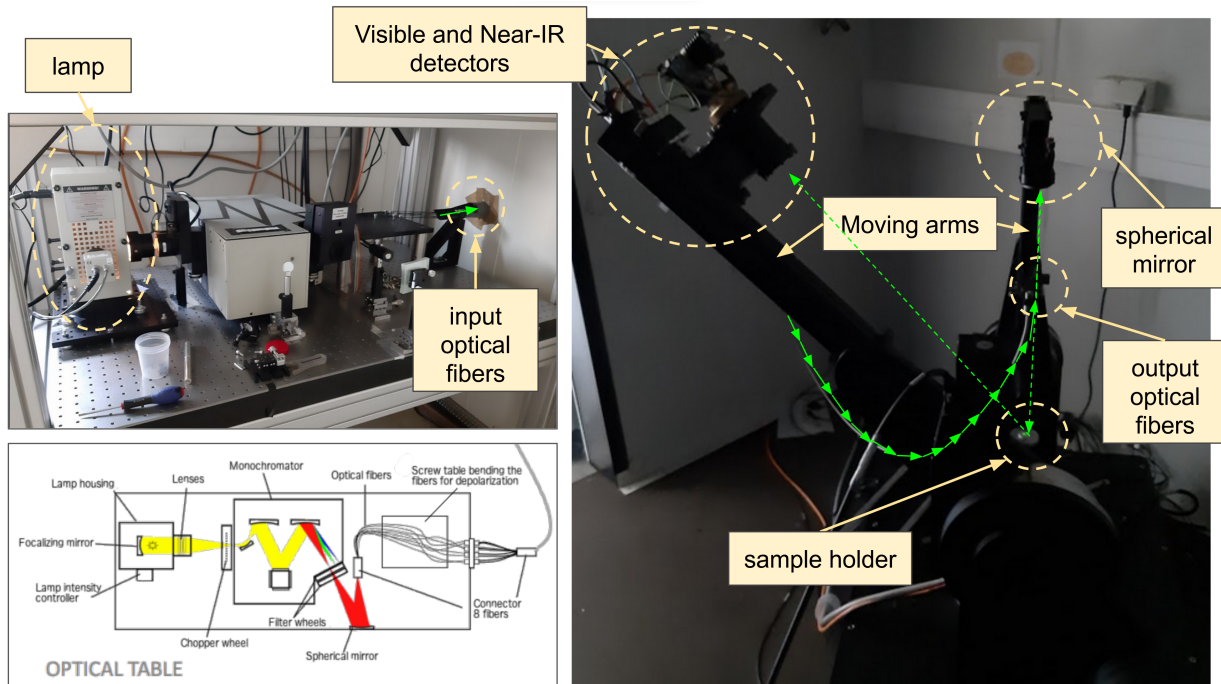 lamp
Visible and Near-IR
detectors
input
optical
fibers
Moving arms
spherical
mirror
output
optical
fibers
sample holder
Lamp housing
Lenses
Monochromator
Optical fibers
Screw table bending the
fibers for depolarization
Focalizing mirror
Lamp intensity
controller
Chopper wheel
Filter wheels
Spherical mirror
Connector
8 fibers
OPTICAL TABLE